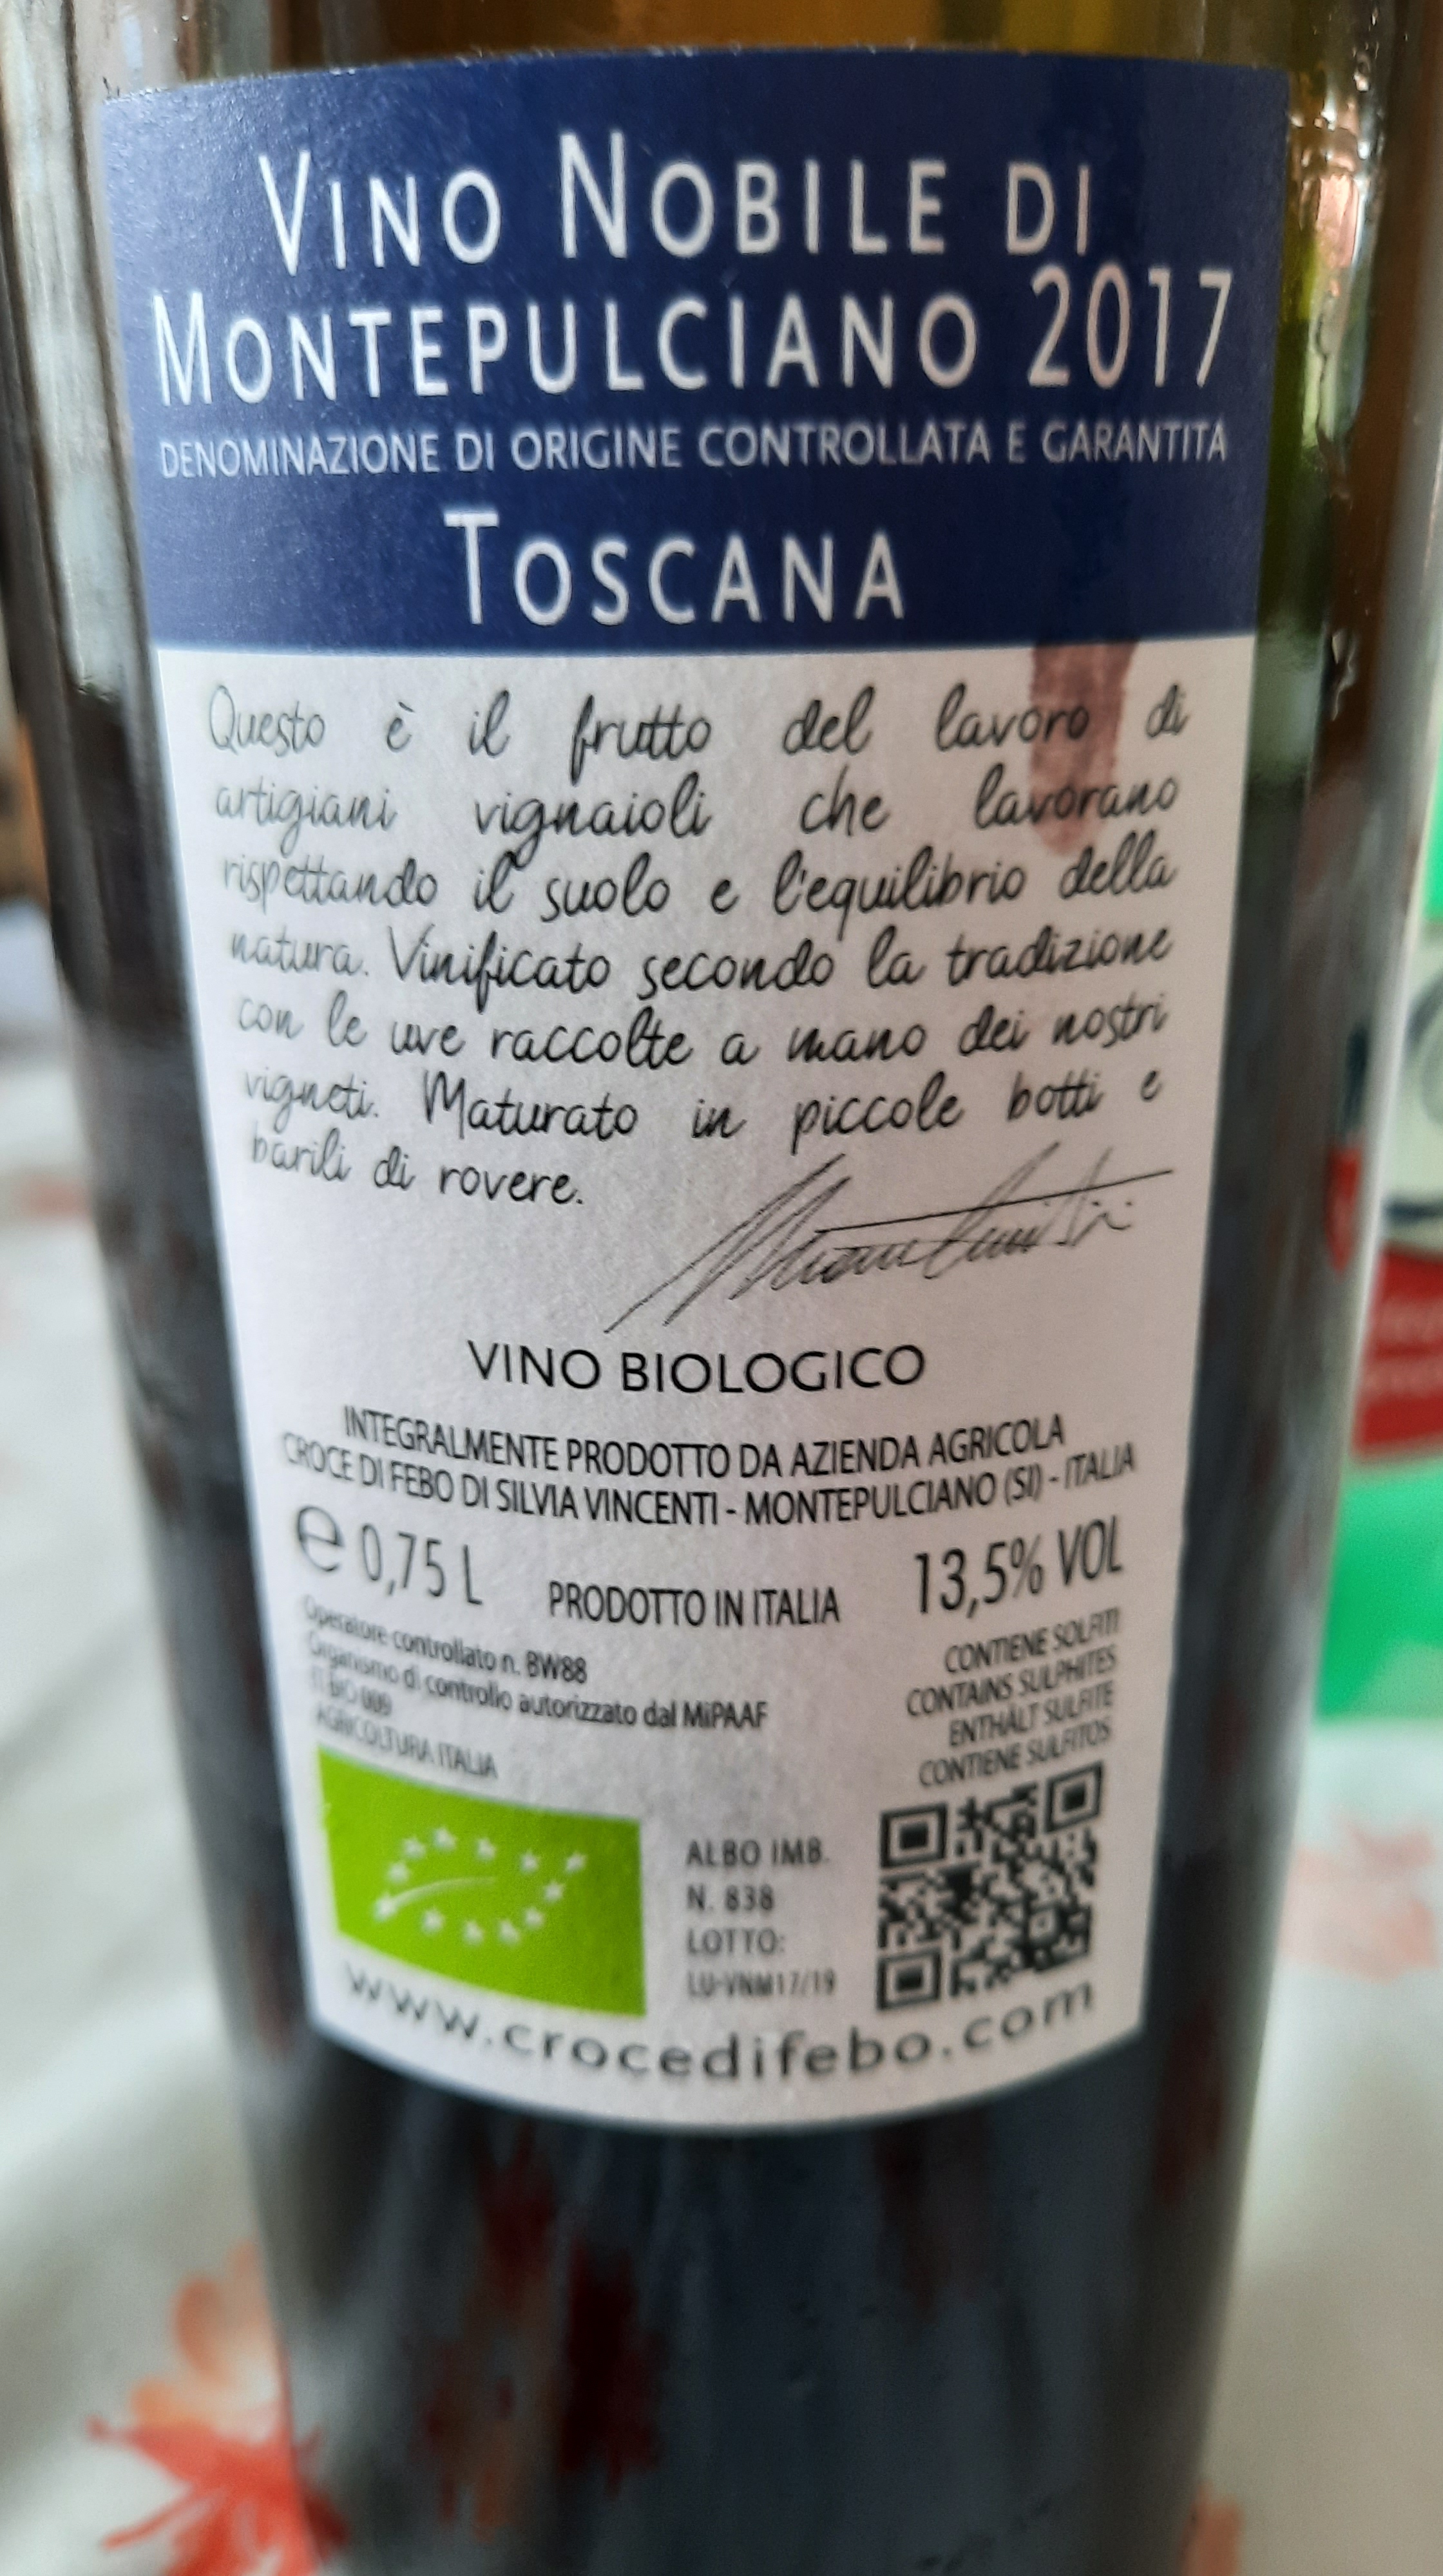 VINO NOBILE DI
MONTEPULCIANO 2017
DENOMINAZIONE DI ORIGINE CONTROLLATA E GARANTITA
TOSCANA
Questo è il frutto del lavoro di
artigiani vignaioli che lavorano
rispettando il suolo e l'equilibrio della
natura. Vinificato secondo la tradizione
con le uve raccolte a mano dei nostri
vigneti. Maturato in piccole botti e
barili di rovere.
VINO BIOLOGICO
INTEGRALMENTE PRODOTTO DA AZIENDA AGRICOLA
CROCE DI FEBO DI SILVIA VINCENTI - MONTEPULCIANO (SI) - ITALIA
e 0,75 L PRODOTTO IN ITALIA 13,5% VOL
Operatore controllato n. BW88
Organismo di controllo autorizzato dal MiPAAF
IT BIO 009
AGRICOLTURA ITALIA
CONTIENE SOLFITI
CONTAINS SULPHITES
ENTHÄLT SULFITE
CONTIENE SULFITOS
ALBO IMB.
N. 838
LOTTO:
LU-VNM17/19
www.crocedifebo.com